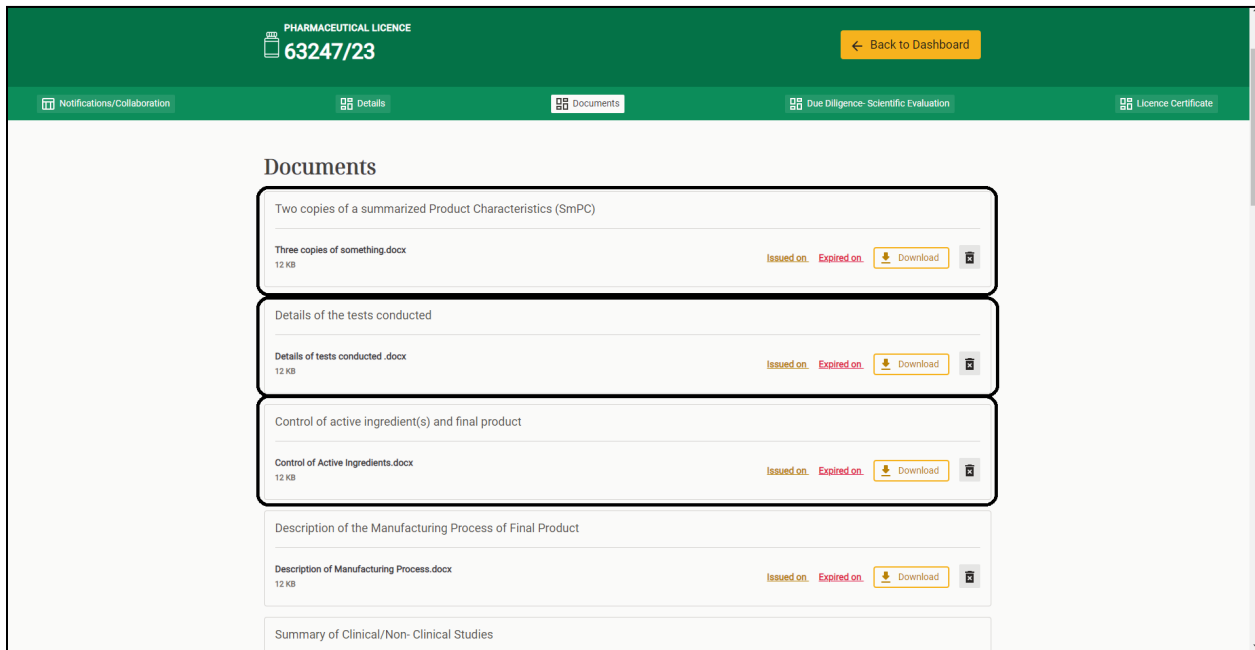 PHARMACEUTICAL LICENCE
63247/23
← Back to Dashboard
Notifications/Collaboration
Details
Documents
Due Diligence- Scientific Evaluation
Licence Certificate
Documents
Two copies of a summarized Product Characteristics (SmPC)
Three copies of something.docx
12 KB
Issued on Expired on Download
Details of the tests conducted
Details of tests conducted .docx
12 KB
Issued on Expired on Download
Control of active ingredient(s) and final product
Control of Active Ingredients.docx
12 KB
Issued on Expired on Download
Description of the Manufacturing Process of Final Product
Description of Manufacturing Process.docx
12 KB
Issued on Expired on Download
Summary of Clinical/Non- Clinical Studies